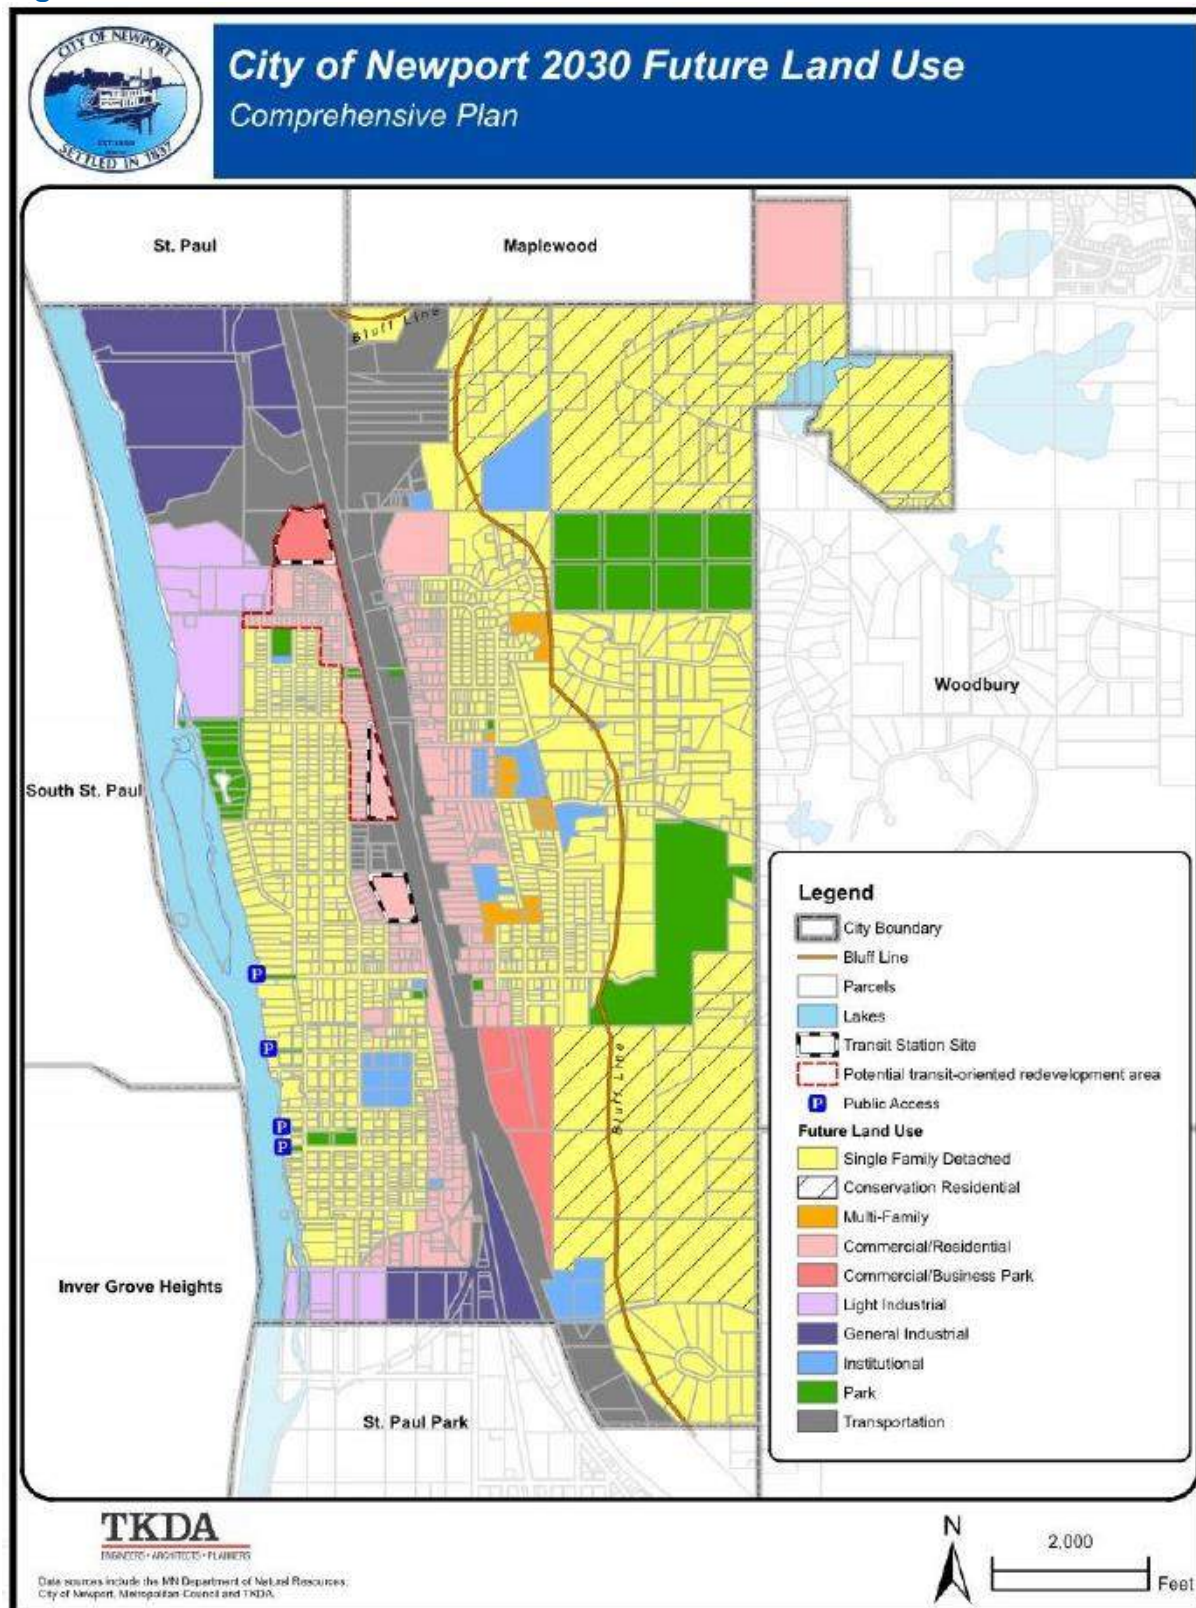 CITY OF NEWPORT
SETTLED IN 1837
City of Newport 2030 Future Land Use
Comprehensive Plan
St. Paul
Maplewood
Bluff Line
Woodbury
South St. Paul
Bluff Line
Inver Grove Heights
St. Paul Park
P
P
P
P
Legend
City Boundary
Bluff Line
Parcels
Lakes
Transit Station Site
Potential transit-oriented redevelopment area
P Public Access
Future Land Use
Single Family Detached
Conservation Residential
Multi-Family
Commercial/Residential
Commercial/Business Park
Light Industrial
General Industrial
Institutional
Park
Transportation
TKDA
ENGINEERS • ARCHITECTS • PLANNERS
Data sources include the MN Department of Natural Resources,
City of Newport, Metropolitan Council and TKDA.
N
2,000
Feet